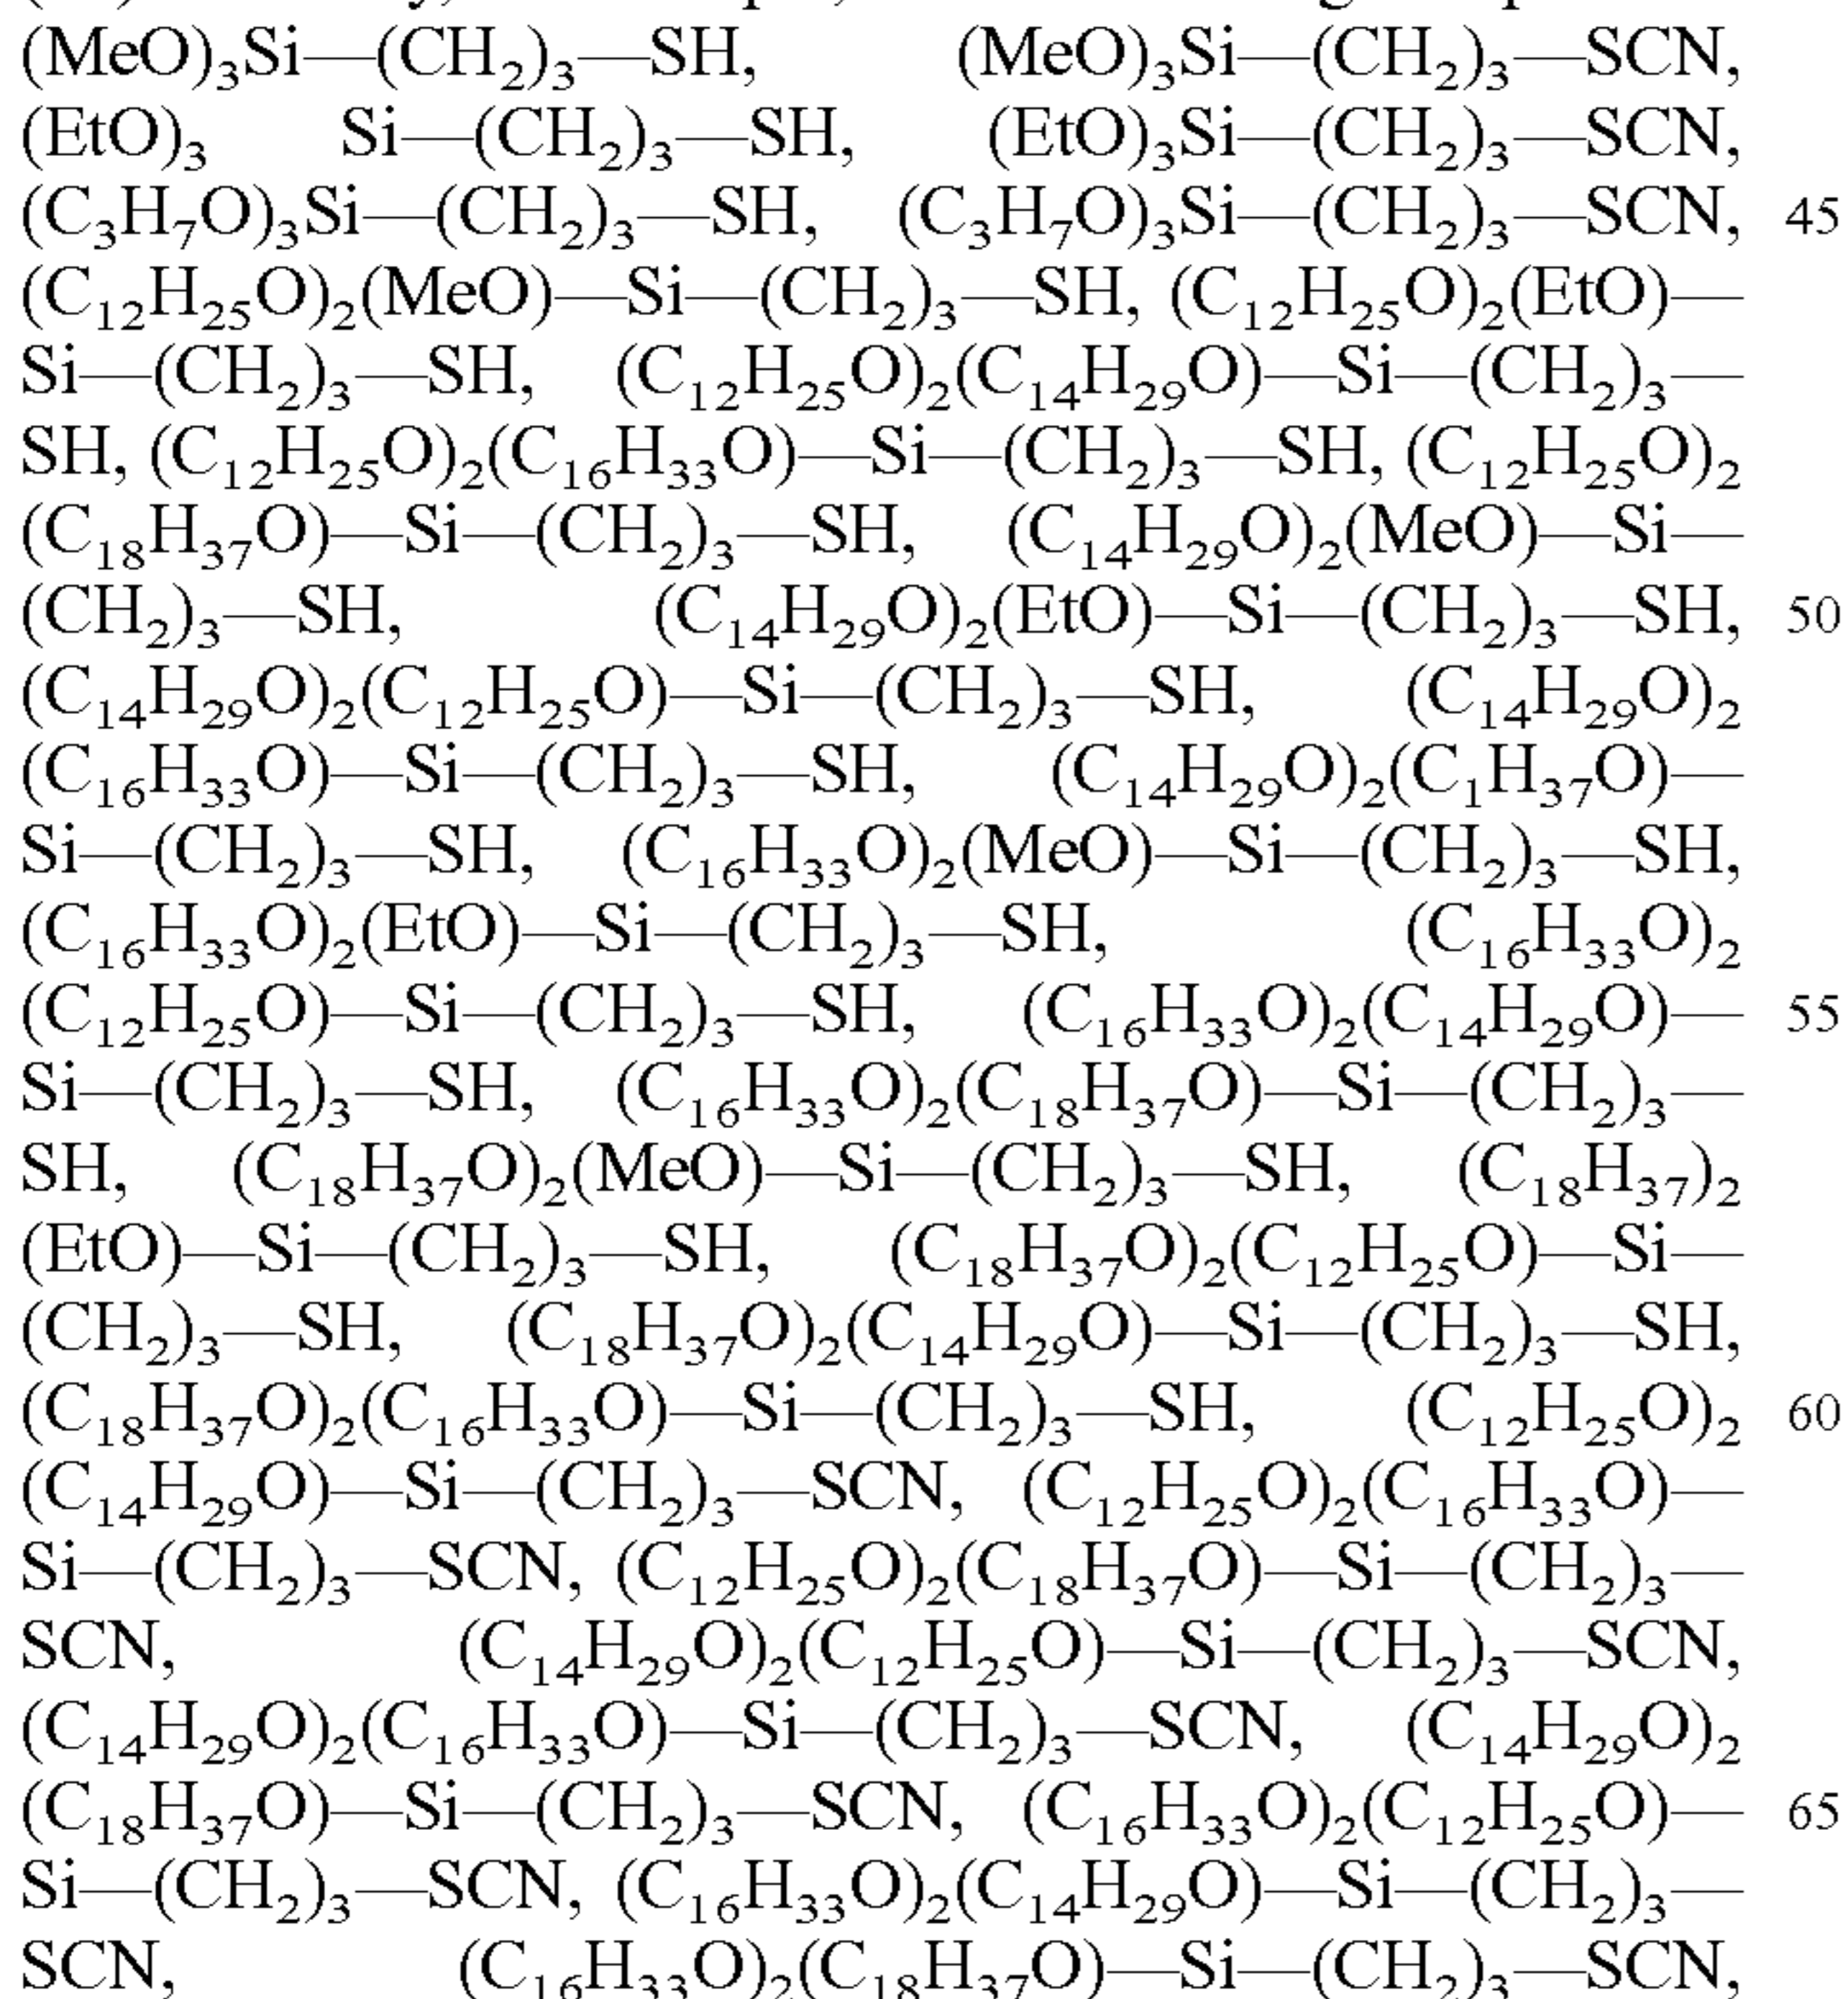 (MeO)₃Si—(CH₂)₃—SH, (MeO)₃Si—(CH₂)₃—SCN,
(EtO)₃ Si—(CH₂)₃—SH, (EtO)₃Si—(CH₂)₃—SCN,
(C₃H₇O)₃Si—(CH₂)₃—SH, (C₃H₇O)₃Si—(CH₂)₃—SCN, 45
(C₁₂H₂₅O)₂(MeO)—Si—(CH₂)₃—SH, (C₁₂H₂₅O)₂(EtO)—
Si—(CH₂)₃—SH, (C₁₂H₂₅O)₂(C₁₄H₂₉O)—Si—(CH₂)₃—
SH, (C₁₂H₂₅O)₂(C₁₆H₃₃O)—Si—(CH₂)₃—SH, (C₁₂H₂₅O)₂
(C₁₈H₃₇O)—Si—(CH₂)₃—SH, (C₁₄H₂₉O)₂(MeO)—Si—
(CH₂)₃—SH, (C₁₄H₂₉O)₂(EtO)—Si—(CH₂)₃—SH, 50
(C₁₄H₂₉O)₂(C₁₂H₂₅O)—Si—(CH₂)₃—SH, (C₁₄H₂₉O)₂
(C₁₆H₃₃O)—Si—(CH₂)₃—SH, (C₁₄H₂₉O)₂(C₁H₃₇O)—
Si—(CH₂)₃—SH, (C₁₆H₃₃O)₂(MeO)—Si—(CH₂)₃—SH,
(C₁₆H₃₃O)₂(EtO)—Si—(CH₂)₃—SH, (C₁₆H₃₃O)₂
(C₁₂H₂₅O)—Si—(CH₂)₃—SH, (C₁₆H₃₃O)₂(C₁₄H₂₉O)— 55
Si—(CH₂)₃—SH, (C₁₆H₃₃O)₂(C₁₈H₃₇O)—Si—(CH₂)₃—
SH, (C₁₈H₃₇O)₂(MeO)—Si—(CH₂)₃—SH, (C₁₈H₃₇)₂
(EtO)—Si—(CH₂)₃—SH, (C₁₈H₃₇O)₂(C₁₂H₂₅O)—Si—
(CH₂)₃—SH, (C₁₈H₃₇O)₂(C₁₄H₂₉O)—Si—(CH₂)₃—SH,
(C₁₈H₃₇O)₂(C₁₆H₃₃O)—Si—(CH₂)₃—SH, (C₁₂H₂₅O)₂ 60
(C₁₄H₂₉O)—Si—(CH₂)₃—SCN, (C₁₂H₂₅O)₂(C₁₆H₃₃O)—
Si—(CH₂)₃—SCN, (C₁₂H₂₅O)₂(C₁₈H₃₇O)—Si—(CH₂)₃—
SCN, (C₁₄H₂₉O)₂(C₁₂H₂₅O)—Si—(CH₂)₃—SCN,
(C₁₄H₂₉O)₂(C₁₆H₃₃O)—Si—(CH₂)₃—SCN, (C₁₄H₂₉O)₂
(C₁₈H₃₇O)—Si—(CH₂)₃—SCN, (C₁₆H₃₃O)₂(C₁₂H₂₅O)— 65
Si—(CH₂)₃—SCN, (C₁₆H₃₃O)₂(C₁₄H₂₉O)—Si—(CH₂)₃—
SCN, (C₁₆H₃₃O)₂(C₁₈H₃₇O)—Si—(CH₂)₃—SCN,